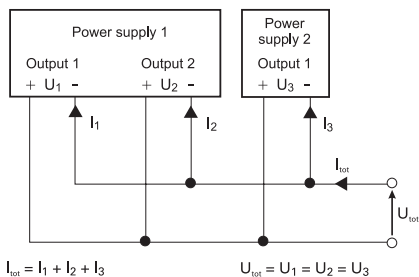 Power supply 1
Power supply 2
Output 1
Output 2
Output 1
+ U1 −
+ U2 −
+ U3 −
I1
I2
I3
Itot
Utot
Itot = I1 + I2 + I3
Utot = U1 = U2 = U3